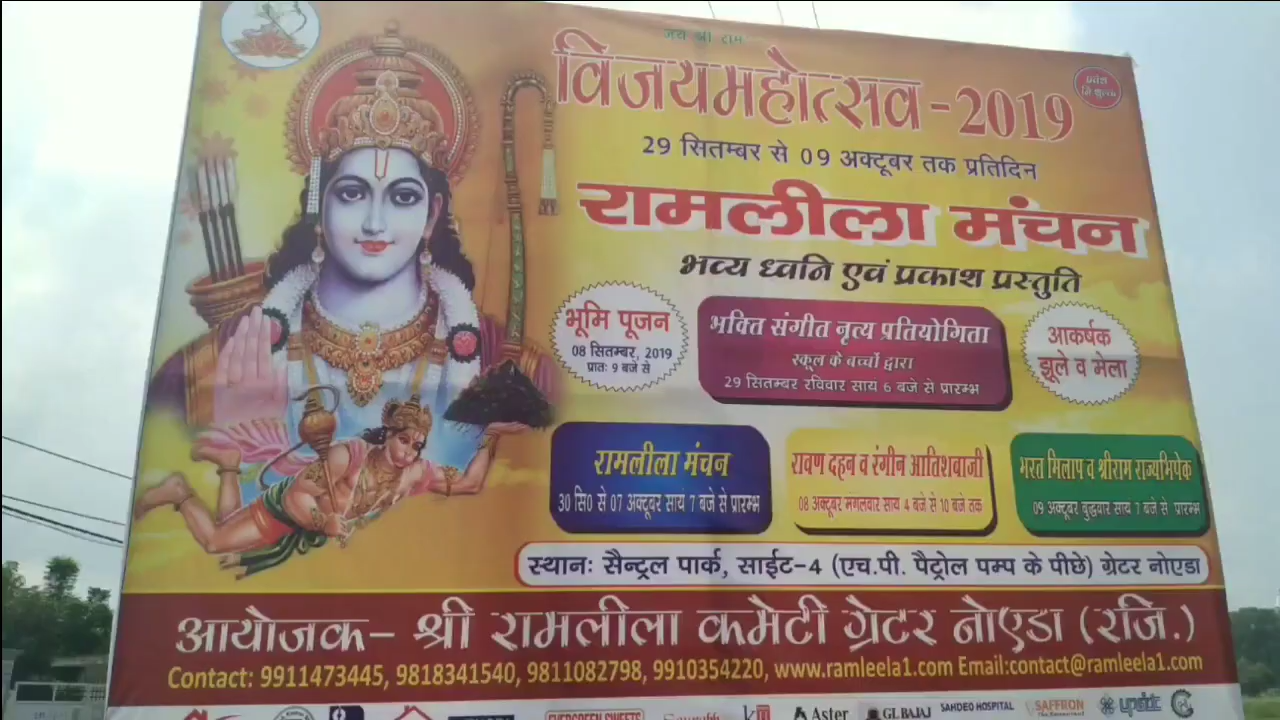 जय श्री राम
विजयमहोत्सव-2019
प्रवेश निःशुल्क
29 सितम्बर से 09 अक्टूबर तक प्रतिदिन
रामलीला मंचन
भव्य ध्वनि एवं प्रकाश प्रस्तुति
भूमि पूजन
08 सितम्बर, 2019
प्रातः 9 बजे से
भक्ति संगीत नृत्य प्रतियोगिता
स्कूल के बच्चों द्वारा
29 सितम्बर रविवार साय 6 बजे से प्रारम्भ
आकर्षक
झूले व मेला
रामलीला मंचन
30 सि0 से 07 अक्टूबर साय 7 बजे से प्रारम्भ
रावण दहन व रंगीन आतिशबाजी
08 अक्टूबर मंगलवार साय 4 बजे से 10 बजे तक
भरत मिलाप व श्रीराम राज्यभिषेक
09 अक्टूबर बुद्धवार साय 7 बजे से प्रारम्भ
स्थानः सैन्ट्रल पार्क, साईट-4 (एच.पी. पैट्रोल पम्प के पीछे) ग्रेटर नोएडा
आयोजक- श्री रामलीला कमेटी ग्रेटर नोएडा (रजि.)
Contact: 9911473445, 9818341540, 9811082798, 9910354220, www.ramleela1.com Email:contact@ramleela1.com
EVERGREEN SWEETS Aster GL BAJAJ SAHDEO HOSPITAL SAFFRON